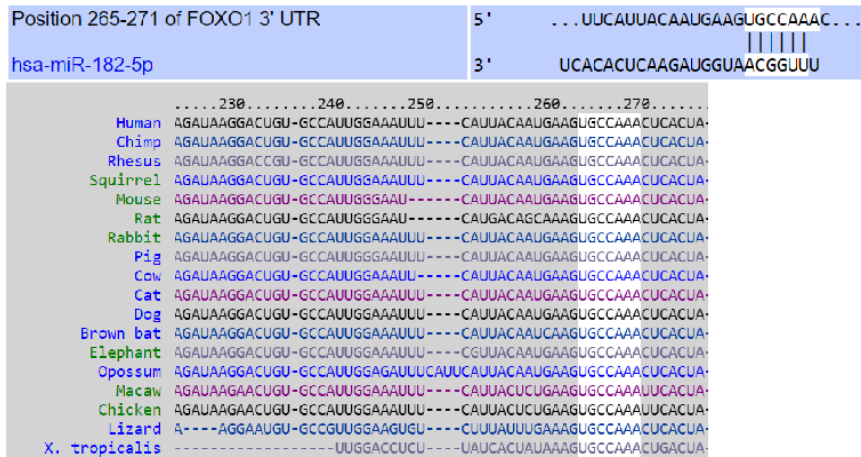 Position 265-271 of FOXO1 3' UTR 5' ...UUCAUUACAAUGAAGUGCCAAAC...
hsa-miR-182-5p 3' UCACACUCAAGAUGGUAACGGUUU
.....230........240........250..........260........270.......
Human AGAUAAGGACUGU-GCCAUUGGAAAUUU----CAUUACAAUGAAGUGCCAAACUCACUA-
Chimp AGAUAAGGACUGU-GCCAUUGGAAAUUU----CAUUACAAUGAAGUGCCAAACUCACUA-
Rhesus AGAUAAGGACCGU-GCCAUUGGAAAUUU----CAUUACAAUGAAGUGCCAAACUCACUA-
Squirrel AGAUAAGGACUGU-GCCAUUGGAAAUUU----CAUUACAAUGAAGUGCCAAACUCACUA-
Mouse AGAUAAGGACUGU-GCCAUUGGGAAU------CAUUACAAUGAAGUGCCAAACUCACUA-
Rat AGAUAAGGACUGU-GCCAUUGGGAAU------CAUGACAGCAAAGUGCCAAACUCACUA-
Rabbit AGAUAAGGACUGU-GCCAUUGGAAAUUU----CAUUACAAUGAAGUGCCAAACUCACUA-
Pig AGAUAAGGACUGU-GCCAUUGGGAAUUU----CAUUACAAUGAAGUGCCAAACUCACUA-
Cow AGAUAAGGACUGU-GCCAUUGGAAAUUU----CAUUACAAUGAAGUGCCAAACUCACUA-
Cat AGAUAAGGACUGU-GCCAUUGGAAAUUU----CAUUACAAUGAAGUGCCAAACUCACUA-
Dog AGAUAAGGACUGU-GCCAUUGGAAAUUU----CAUUACAAUGAAGUGCCAAACUCACUA-
Brown bat AGAUAAGGACUGU-GCCAUUGGAAAUUU----CAUUACAAUCAAGUGCCAAACUCACUA-
Elephant AGAUAAGGACUGU-GCCAUUGGAAAUUU----CGUUACAAUGAAGUGCCAAACUCACUA-
Opossum AGAUAAGGACUGU-GCCAUUGGAGAUUUCAUUCAUUACAAUGAAGUGCCAAACUCACUA-
Macaw AGAUAAGAACUGU-GCCAUUGGAAAUUU----CAUUACUCUGAAGUGCCAAAUUCACUA-
Chicken AGAUAAGAACUGU-GCCAUUGGAAAUUU----CAUUACUCUGAAGUGCCAAAUUCACUA-
Lizard A----AGGAAUGU-GCCGUUGGAAGUGU----CUUUAUUUGAAGUGCCAAACUCACUA-
X. tropicalis ------------------UUGGACCUCU----UAUCACUAUAAAGUGCCAAACUGACUA-